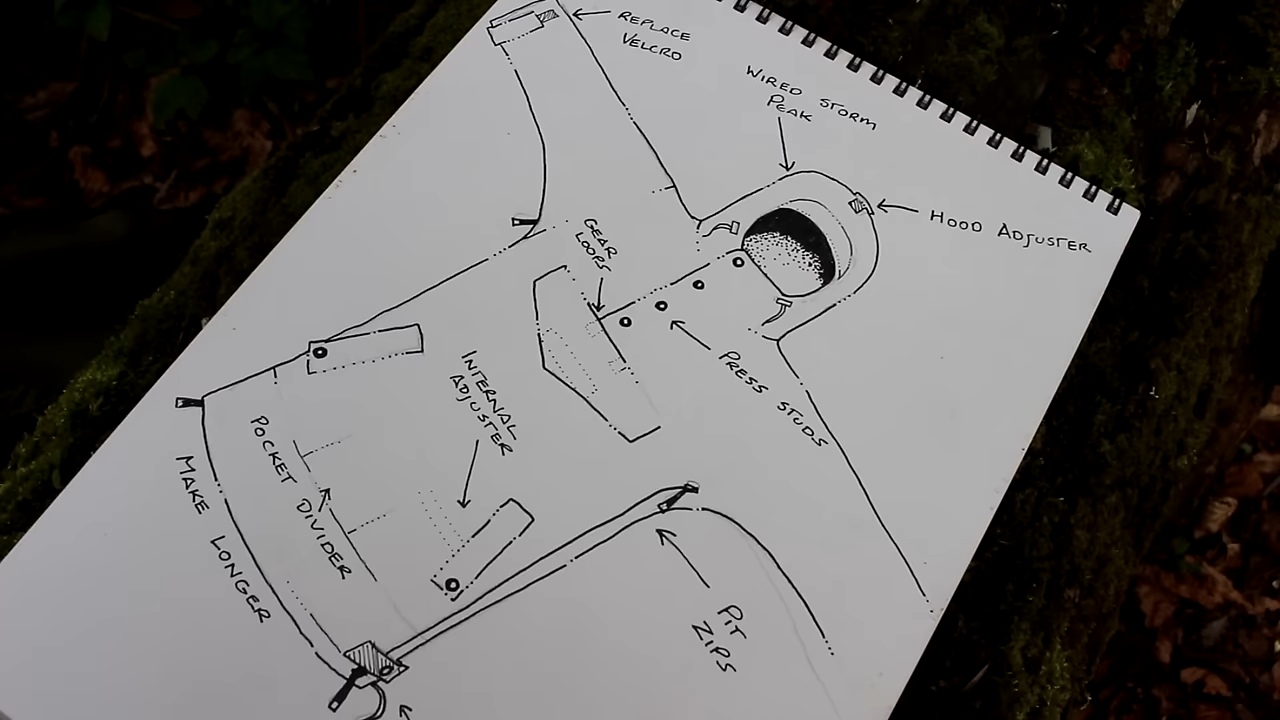 REPLACE
VELCRO
WIRED STORM
PEAK
HOOD ADJUSTER
GEAR
LOOPS
PRESS STUDS
INTERNAL
ADJUSTER
POCKET DIVIDER
MAKE LONGER
PIT
ZIPS